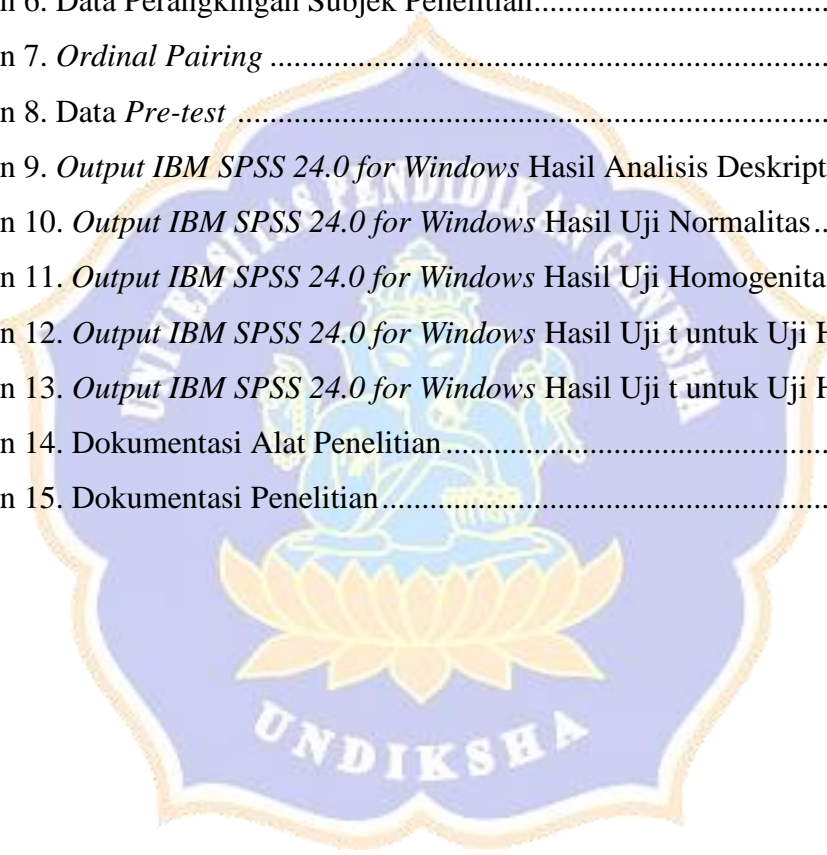 n 6. Data Perangkingan Subjek Penelitian....................................
n 7. Ordinal Pairing ....................................................................
n 8. Data Pre-test ........................................................................
n 9. Output IBM SPSS 24.0 for Windows Hasil Analisis Deskript
n 10. Output IBM SPSS 24.0 for Windows Hasil Uji Normalitas..
n 11. Output IBM SPSS 24.0 for Windows Hasil Uji Homogenita
n 12. Output IBM SPSS 24.0 for Windows Hasil Uji t untuk Uji H
n 13. Output IBM SPSS 24.0 for Windows Hasil Uji t untuk Uji H
n 14. Dokumentasi Alat Penelitian ...............................................
n 15. Dokumentasi Penelitian.......................................................
UNIVERSITAS PENDIDIKAN GANESHA
UNDIKSHA